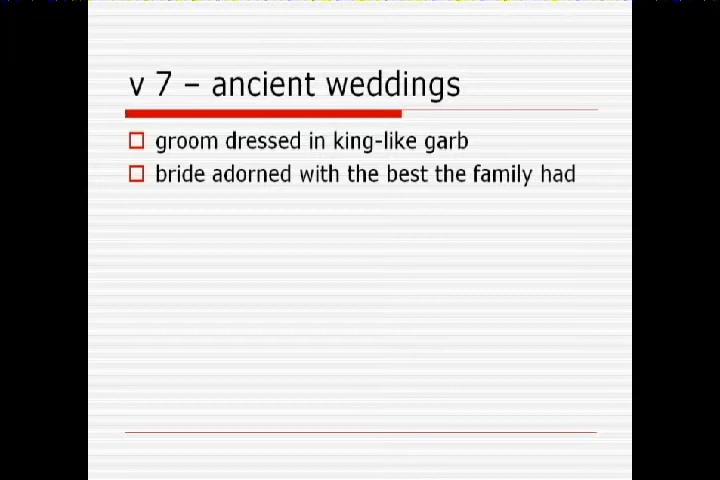 v 7 – ancient weddings
groom dressed in king-like garb
bride adorned with the best the family had